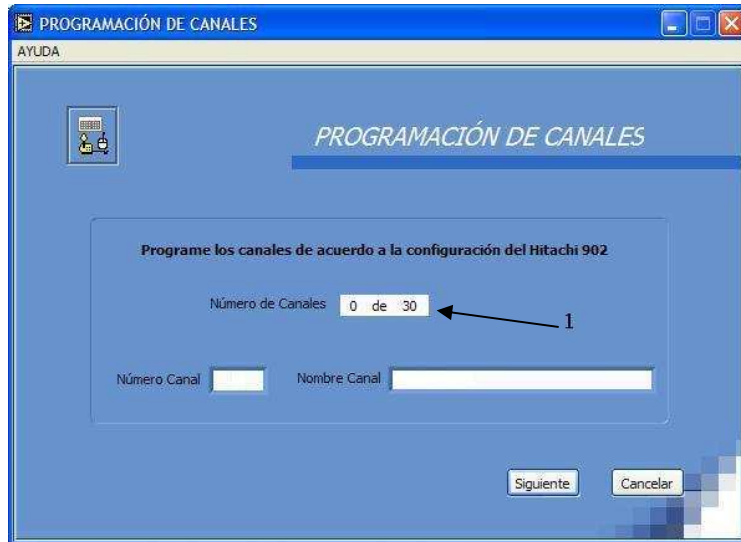 PROGRAMACIÓN DE CANALES
AYUDA
PROGRAMACIÓN DE CANALES
Programe los canales de acuerdo a la configuración del Hitachi 902
Número de Canales 0 de 30
1
Número Canal Nombre Canal
Siguiente Cancelar